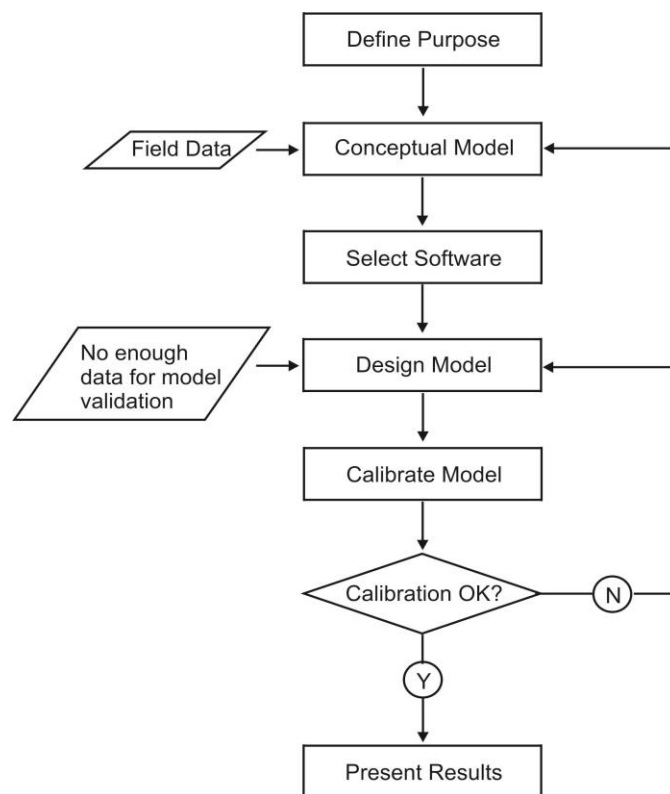 Define Purpose
Field Data
Conceptual Model
Select Software
No enough
data for model
validation
Design Model
Calibrate Model
Calibration OK?
N
Y
Present Results